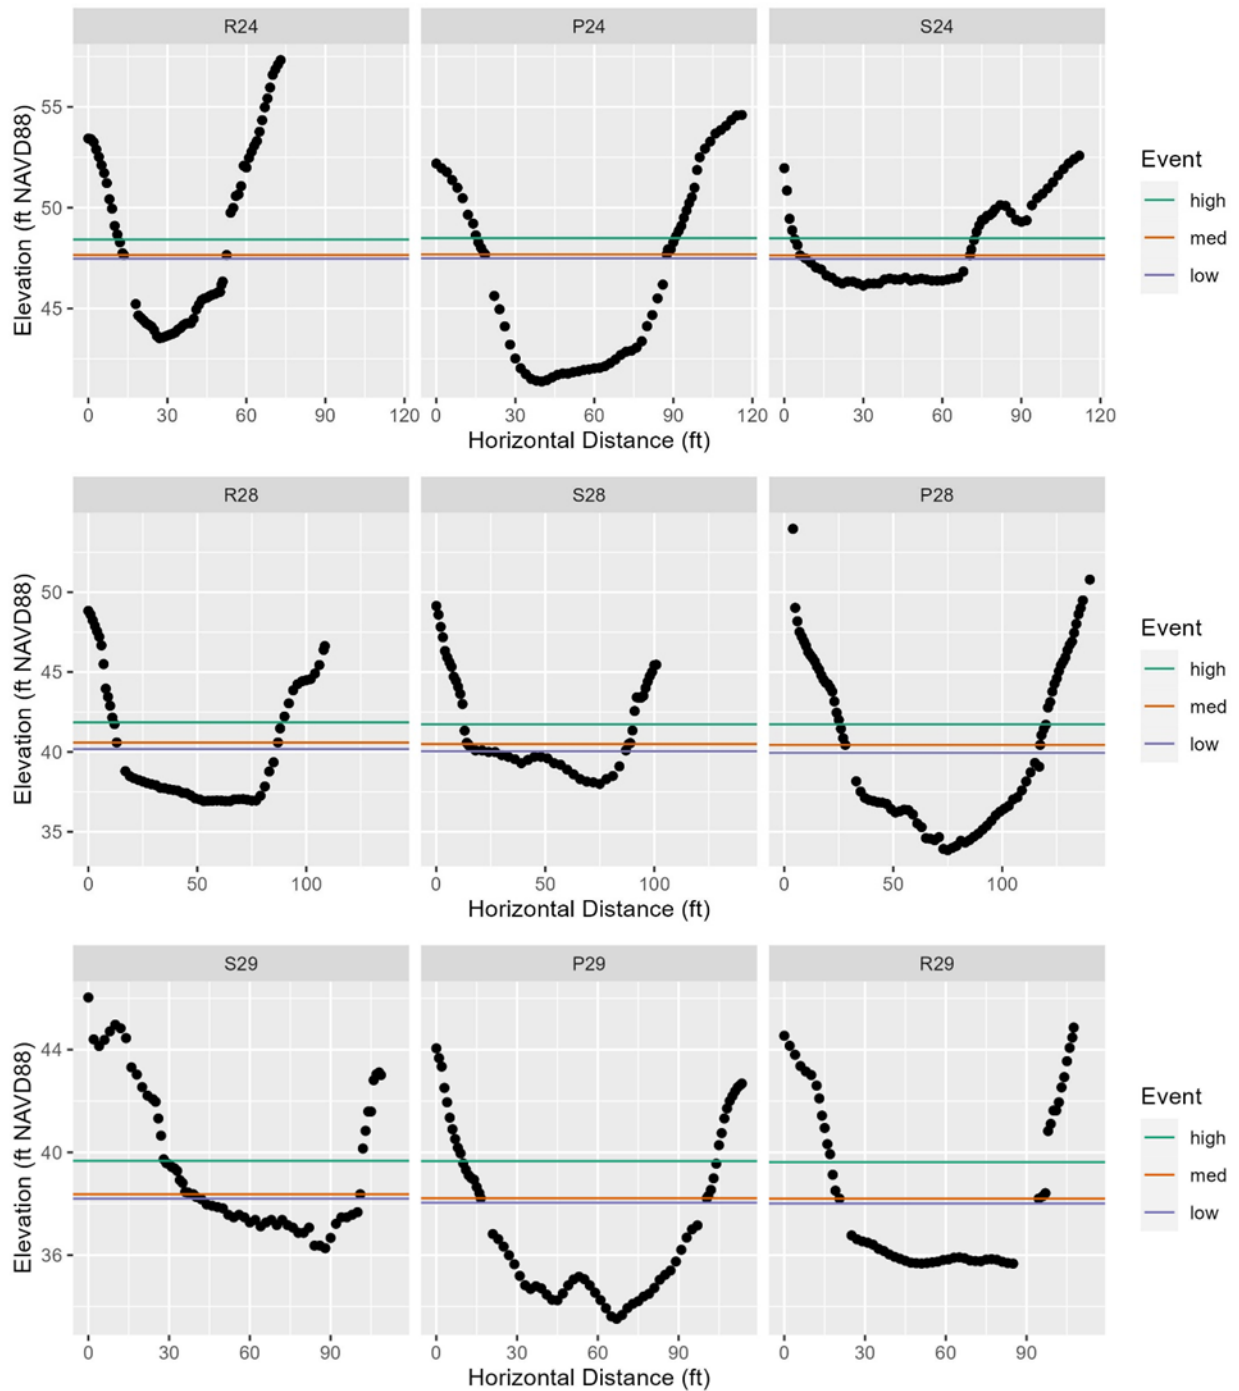 R24
P24
S24
Elevation (ft NAVD88)
55
50
45
0 30 60 90 120
0 30 60 90 120
0 30 60 90 120
Horizontal Distance (ft)
Event
high
med
low
R28
S28
P28
Elevation (ft NAVD88)
50
45
40
35
0 50 100
0 50 100
0 50 100
Horizontal Distance (ft)
Event
high
med
low
S29
P29
R29
Elevation (ft NAVD88)
44
40
36
0 30 60 90
0 30 60 90
0 30 60 90
Horizontal Distance (ft)
Event
high
med
low